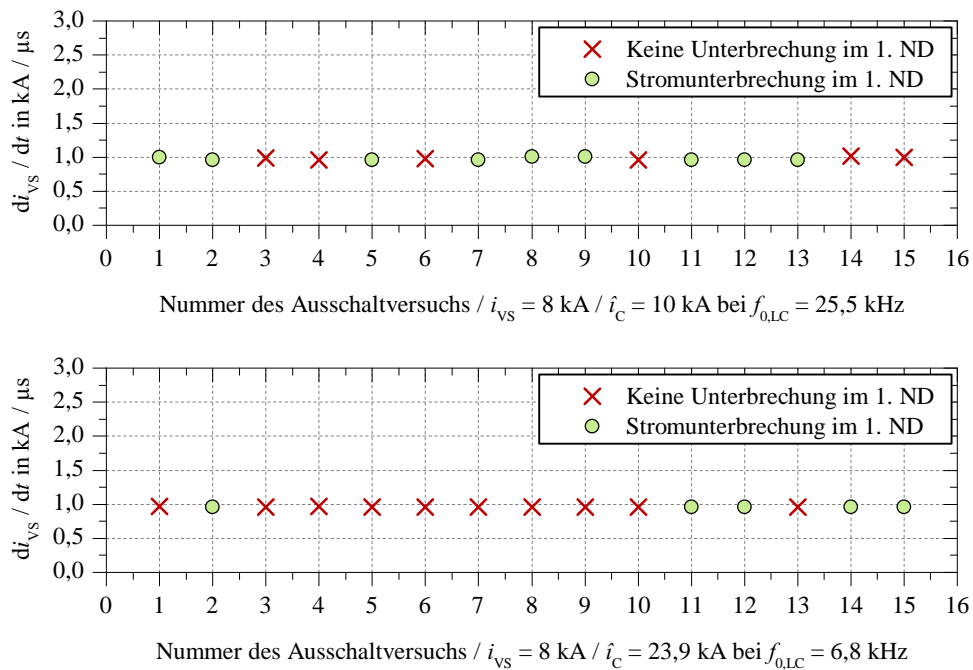 3,0
2,5
2,0
1,5
1,0
0,5
0,0
di_VS / dt in kA / µs
Keine Unterbrechung im 1. ND
Stromunterbrechung im 1. ND
0 1 2 3 4 5 6 7 8 9 10 11 12 13 14 15 16
Nummer des Ausschaltversuchs / i_VS = 8 kA / î_C = 10 kA bei f_0,LC = 25,5 kHz
3,0
2,5
2,0
1,5
1,0
0,5
0,0
di_VS / dt in kA / µs
Keine Unterbrechung im 1. ND
Stromunterbrechung im 1. ND
0 1 2 3 4 5 6 7 8 9 10 11 12 13 14 15 16
Nummer des Ausschaltversuchs / i_VS = 8 kA / î_C = 23,9 kA bei f_0,LC = 6,8 kHz